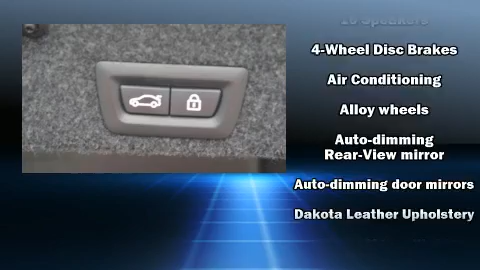 4-Wheel Disc Brakes
Air Conditioning
Alloy wheels
Auto-dimming
Rear-View mirror
Auto-dimming door mirrors
Dakota Leather Upholstery